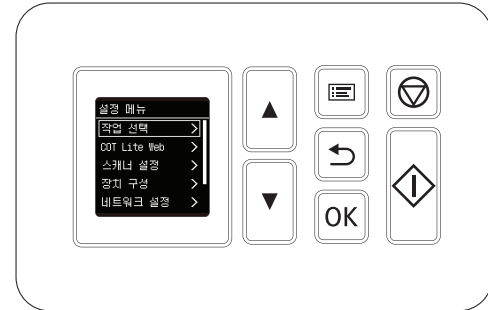 설정 메뉴
작업 선택
COT Lite Web
스캐너 설정
장치 구성
네트워크 설정
OK